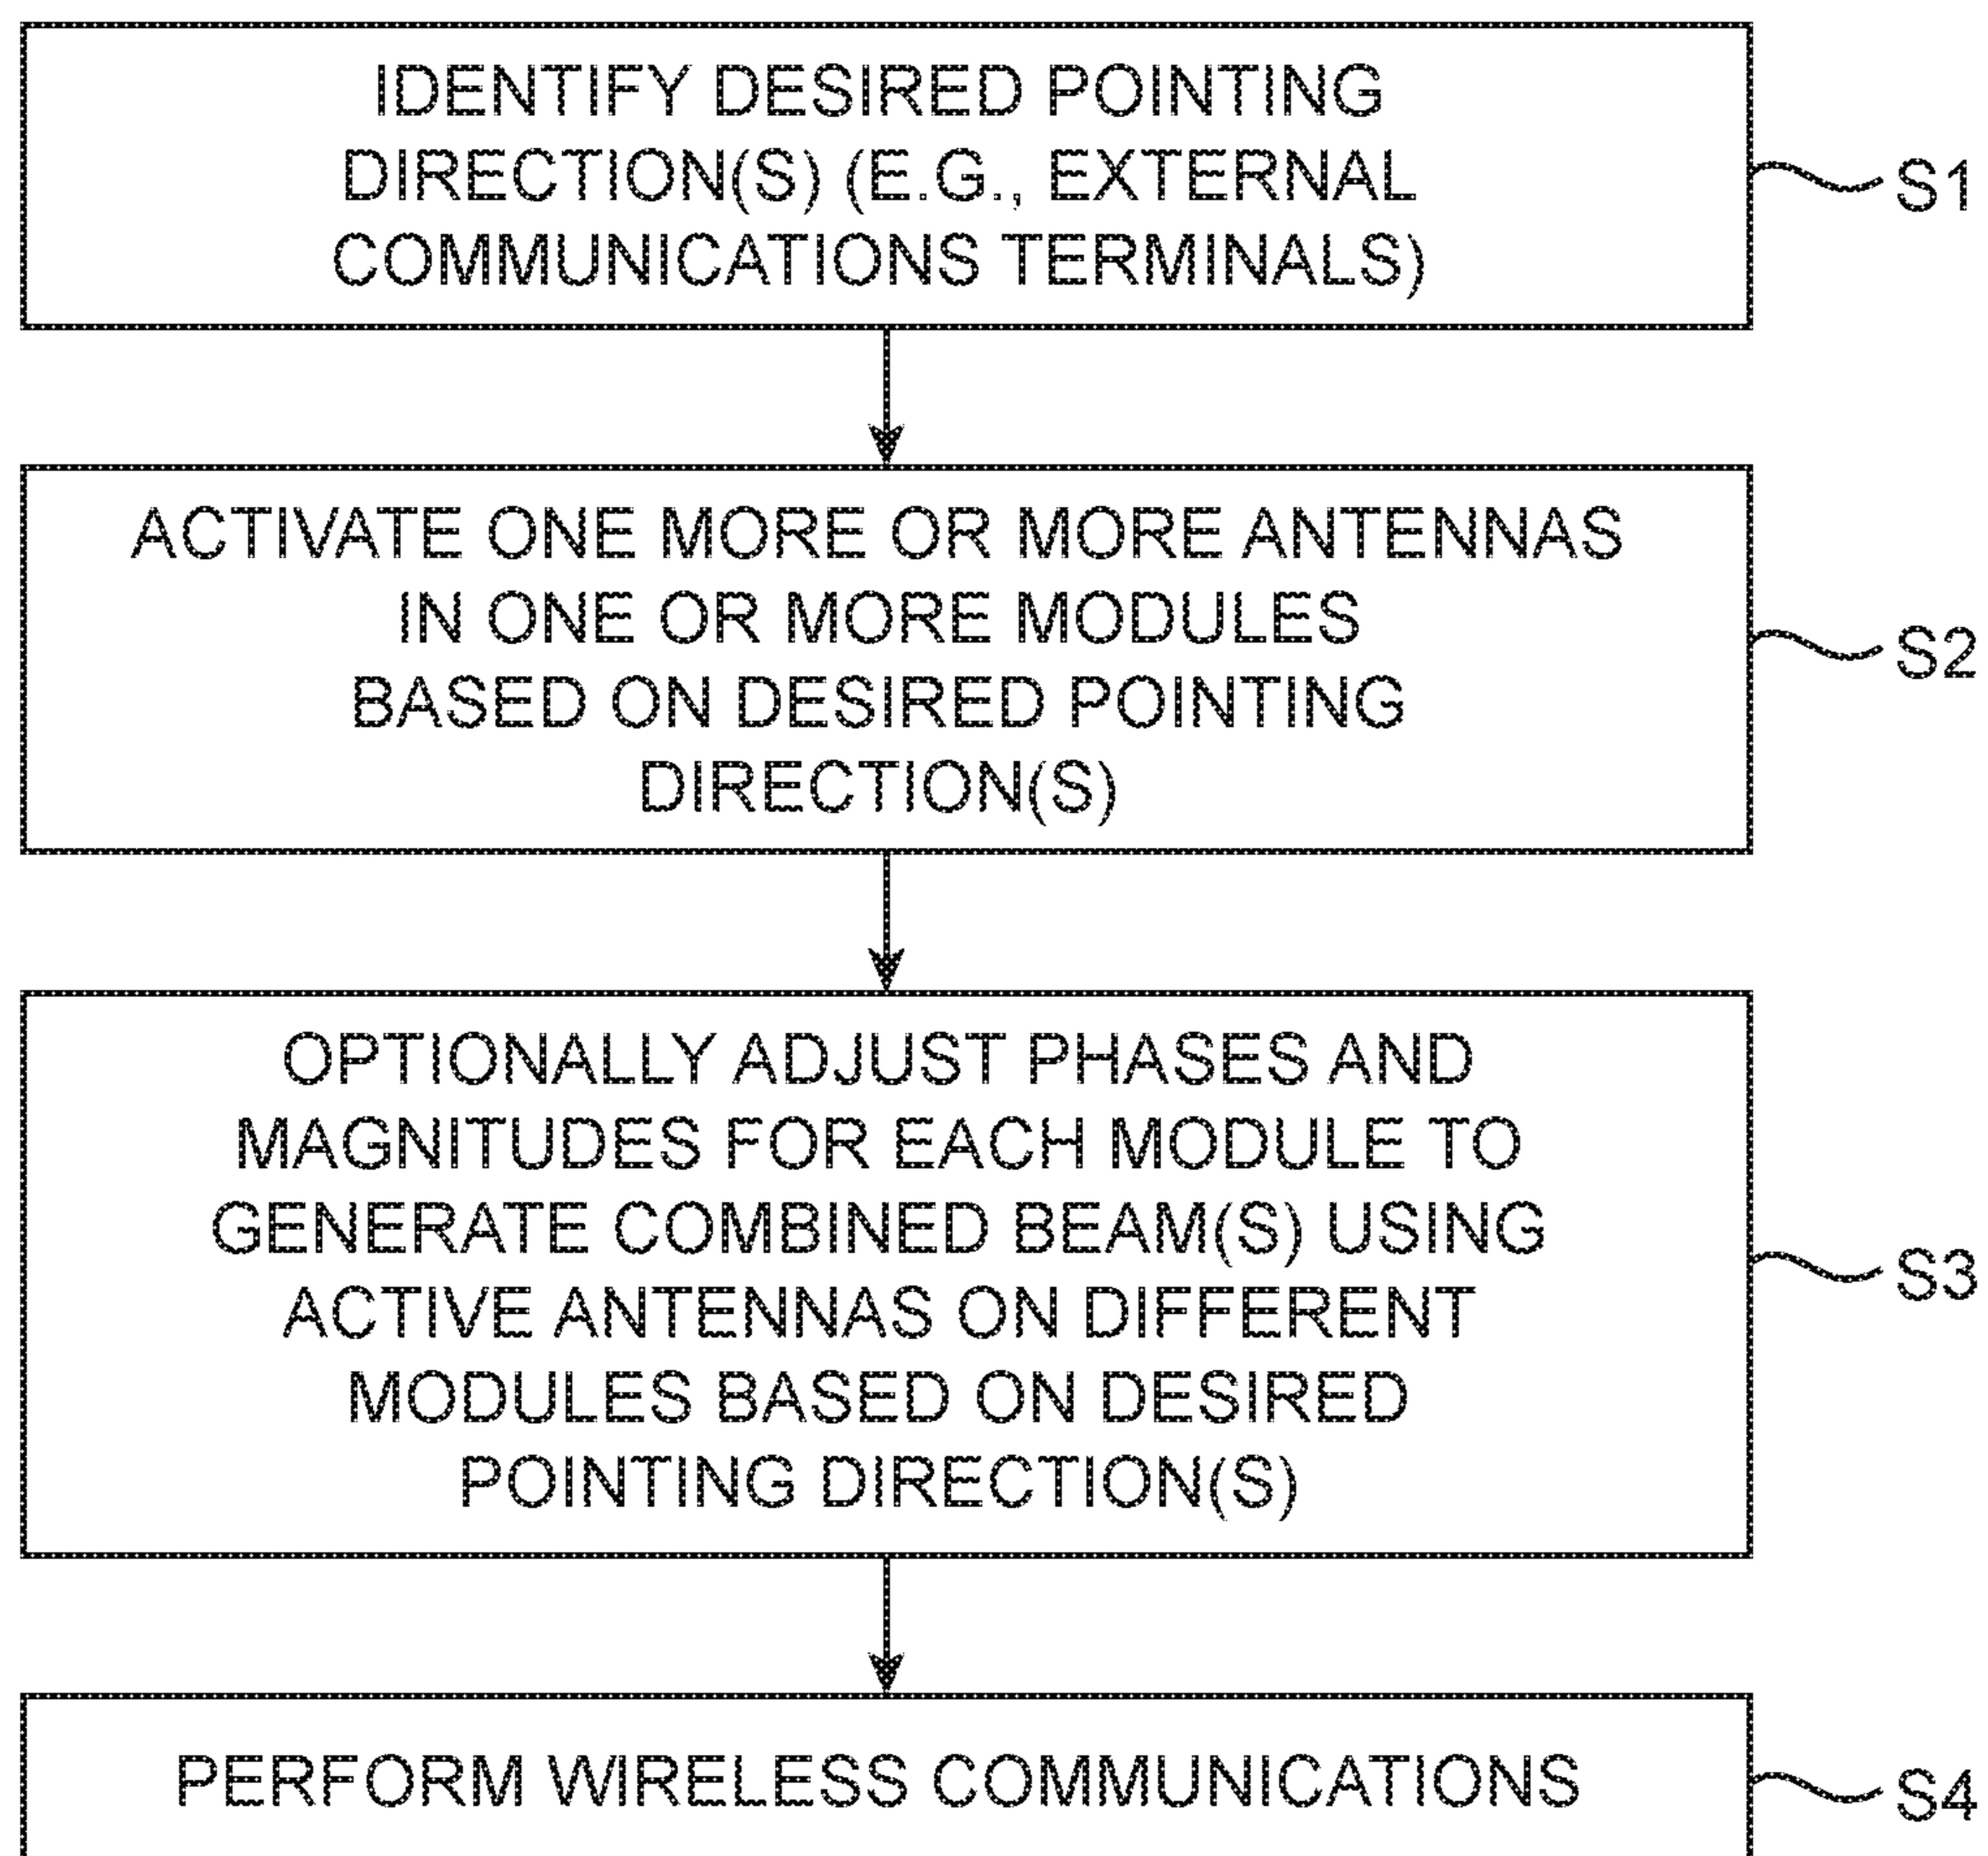 IDENTIFY DESIRED POINTING
DIRECTION(S) (E.G., EXTERNAL
COMMUNICATIONS TERMINALS)
S1
ACTIVATE ONE MORE OR MORE ANTENNAS
IN ONE OR MORE MODULES
BASED ON DESIRED POINTING
DIRECTION(S)
S2
OPTIONALLY ADJUST PHASES AND
MAGNITUDES FOR EACH MODULE TO
GENERATE COMBINED BEAM(S) USING
ACTIVE ANTENNAS ON DIFFERENT
MODULES BASED ON DESIRED
POINTING DIRECTION(S)
S3
PERFORM WIRELESS COMMUNICATIONS
S4